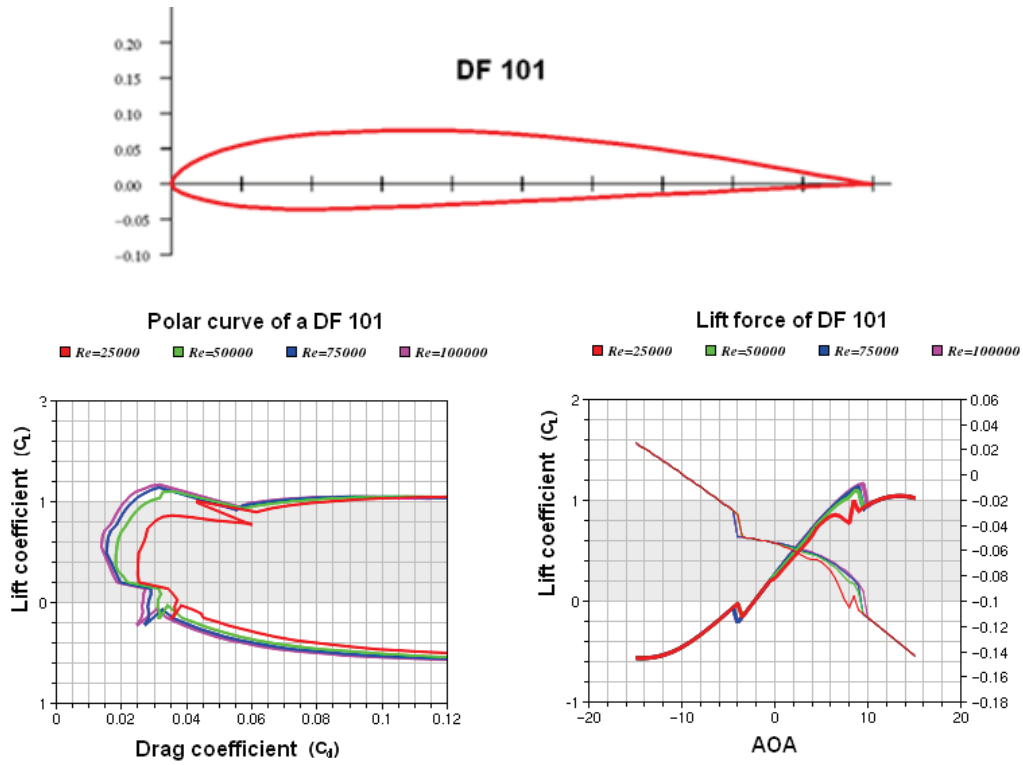 0.20
DF 101
0.15
0.10
0.05
0.00
−0.05
−0.10
Polar curve of a DF 101
Re=25000 Re=50000 Re=75000 Re=100000
Lift coefficient (CL)
2
1
0
1
0 0.02 0.04 0.06 0.08 0.1 0.12
Drag coefficient (Cd)
Lift force of DF 101
Re=25000 Re=50000 Re=75000 Re=100000
Lift coefficient (CL)
2
1
0
-1
0.06
0.04
0.02
0
-0.02
-0.04
-0.06
-0.08
-0.1
-0.12
-0.14
-0.16
-0.18
−20 −10 0 10 20
AOA